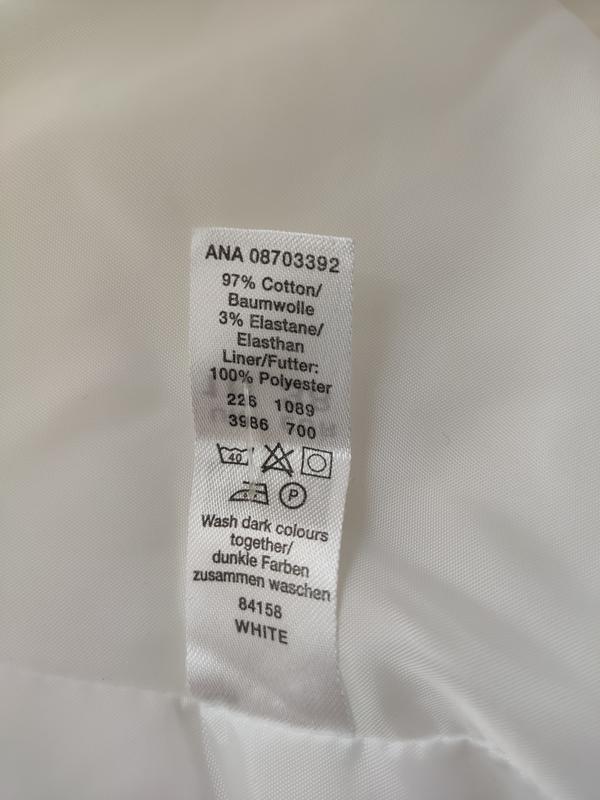 ANA 08703392
97% Cotton/
Baumwolle
3% Elastane/
Elasthan
Liner/Futter:
100% Polyester
226 1089
3986 700
40
P
Wash dark colours
together/
dunkle Farben
zusammen waschen
84158
WHITE